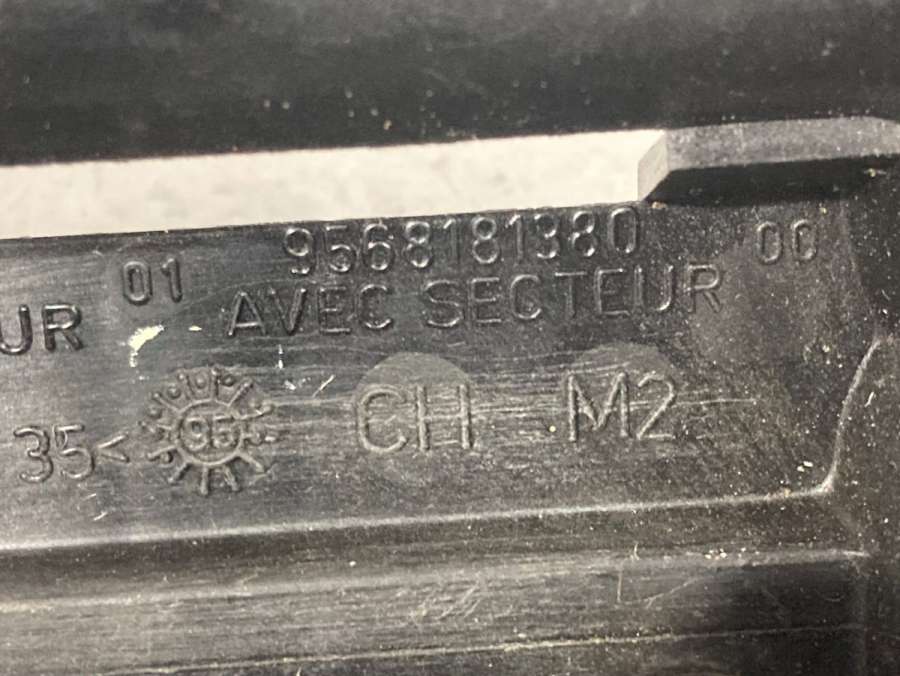 01 9568181380 00
UR AVEC SECTEUR
35< 95 CH M2